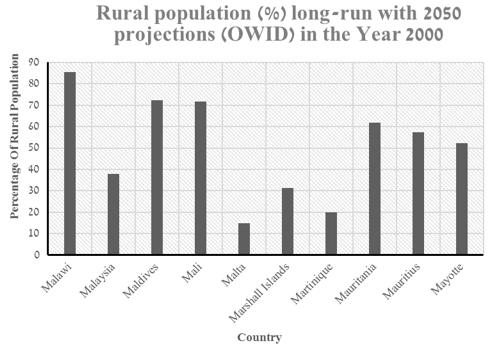 Rural population (%) long-run with 2050
projections (OWID) in the Year 2000
Percentage Of Rural Population
90
80
70
60
50
40
30
20
10
0
Malawi
Malaysia
Maldives
Mali
Malta
Marshall Islands
Martinique
Mauritania
Mauritius
Mayotte
Country